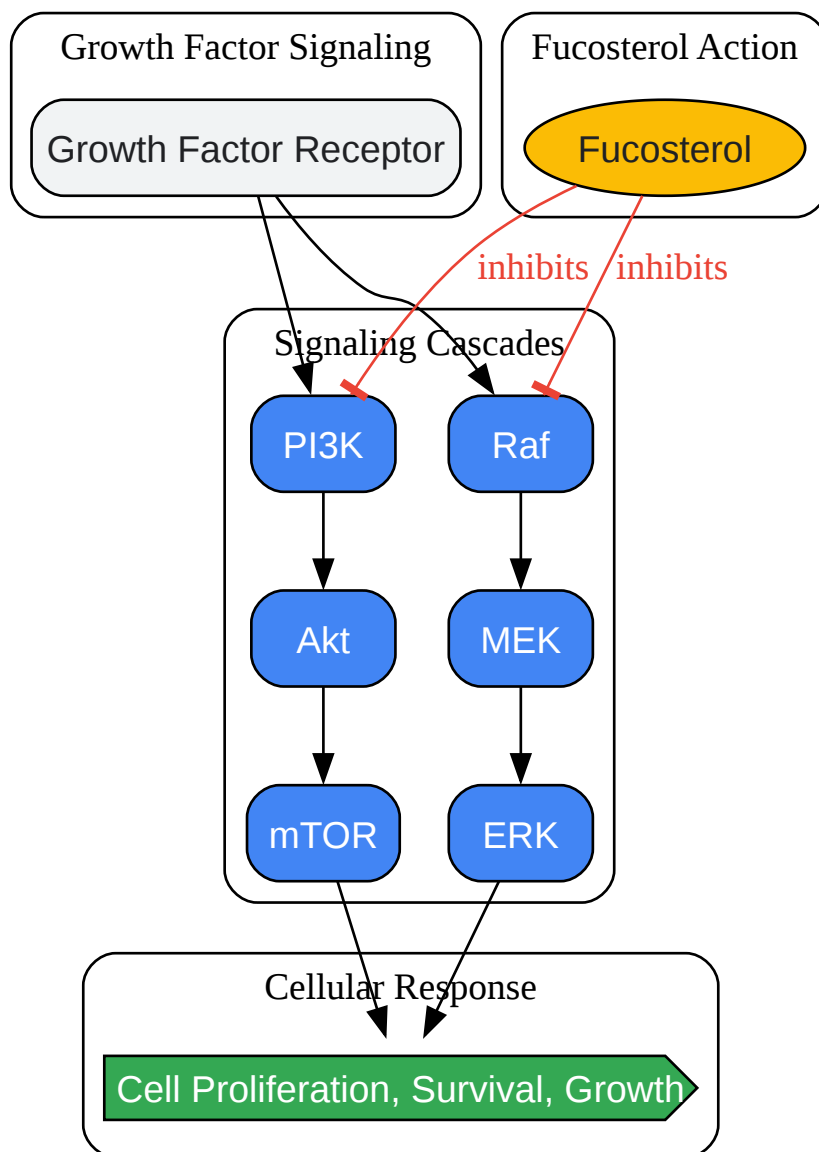 Growth Factor Signaling
Fucosterol Action
Growth Factor Receptor
Fucosterol
inhibits
inhibits
Signaling Cascades
PI3K
Raf
Akt
MEK
mTOR
ERK
Cellular Response
Cell Proliferation, Survival, Growth